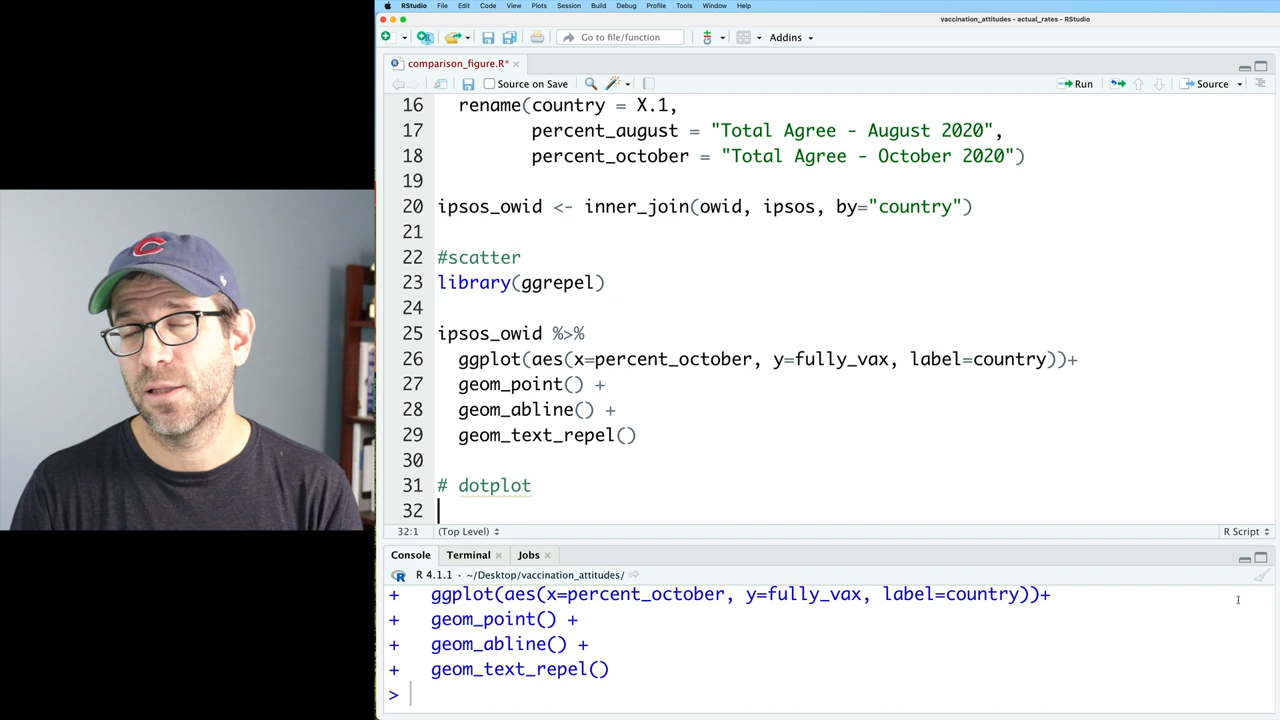 RStudio File Edit Code View Plots Session Build Debug Profile Tools Window Help
vaccination_attitudes - actual_rates - RStudio
Go to file/function Addins
comparison_figure.R*
Source on Save Run Source
16 rename(country = X.1,
17 percent_august = "Total Agree - August 2020",
18 percent_october = "Total Agree - October 2020")
19
20 ipsos_owid <- inner_join(owid, ipsos, by="country")
21
22 #scatter
23 library(ggrepel)
24
25 ipsos_owid %>%
26 ggplot(aes(x=percent_october, y=fully_vax, label=country))+
27 geom_point() +
28 geom_abline() +
29 geom_text_repel()
30
31 # dotplot
32
32:1 (Top Level) R Script
Console Terminal Jobs
R 4.1.1 · ~/Desktop/vaccination_attitudes/
+ ggplot(aes(x=percent_october, y=fully_vax, label=country))+
+ geom_point() +
+ geom_abline() +
+ geom_text_repel()
>
C